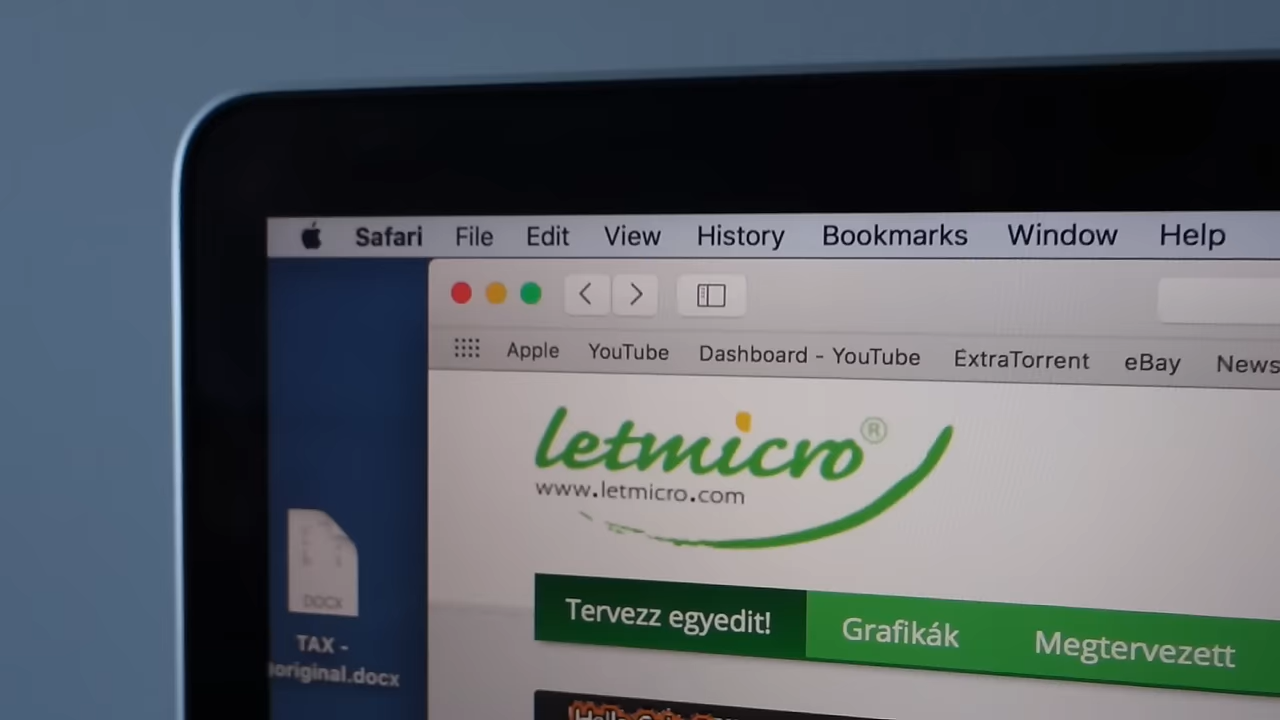 Safari File Edit View History Bookmarks Window Help
Apple YouTube Dashboard - YouTube ExtraTorrent eBay News
letmicro®
www.letmicro.com
DOCX
Tervezz egyedit! Grafikák Megtervezett
TAX -
original.docx